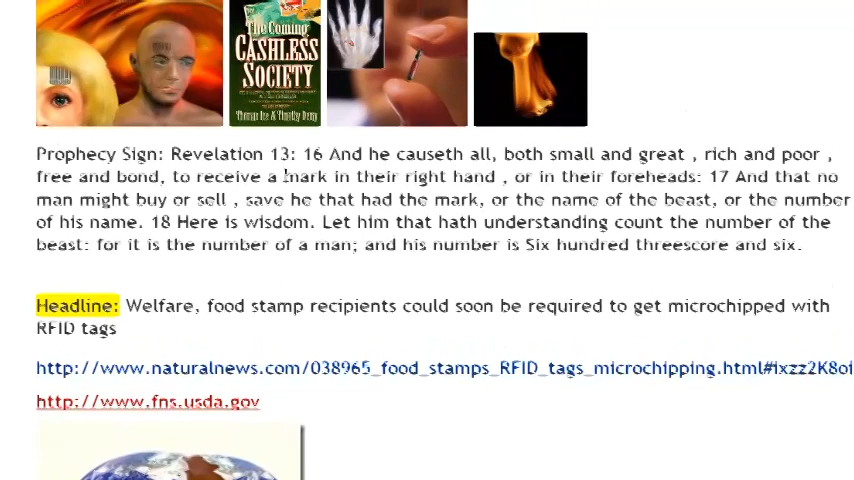 The Coming
CASHLESS
SOCIETY
Thomas Ice & Timothy Demy
Prophecy Sign: Revelation 13: 16 And he causeth all, both small and great , rich and poor ,
free and bond, to receive a mark in their right hand , or in their foreheads: 17 And that no
man might buy or sell , save he that had the mark, or the name of the beast, or the number
of his name. 18 Here is wisdom. Let him that hath understanding count the number of the
beast: for it is the number of a man; and his number is Six hundred threescore and six.
Headline: Welfare, food stamp recipients could soon be required to get microchipped with
RFID tags
http://www.naturalnews.com/038965_food_stamps_RFID_tags_microchipping.html#ixzz2K8of
http://www.fns.usda.gov